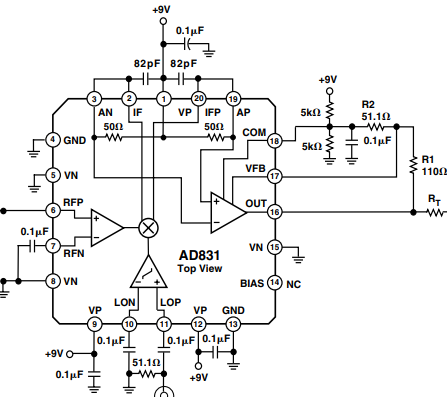 +9V
0.1µF
82pF 82pF
+9V
3 2 1 20 19
AN IF VP IFP AP
5kΩ
R2
51.1Ω
50Ω 50Ω
COM 18
5kΩ
0.1µF
4 GND
R1
110Ω
VFB 17
5 VN
6 RFP
OUT 16
RT
0.1µF
7 RFN
AD831
Top View
VN 15
8 VN
BIAS 14 NC
LON LOP
VP VP GND
9 10 11 12 13
0.1µF 0.1µF 0.1µF
+9V
51.1Ω
0.1µF
+9V